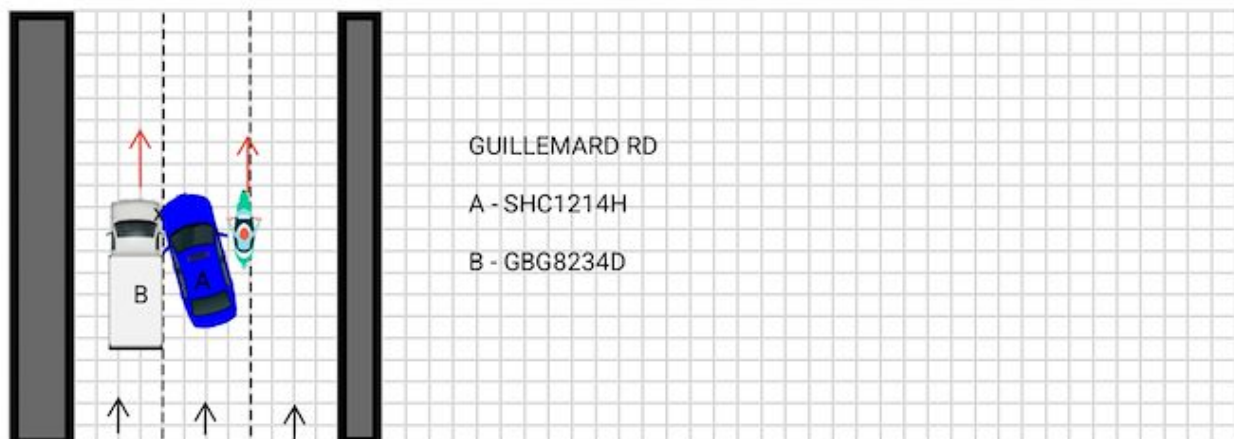 GUILLEMARD RD
A - SHC1214H
B - GBG8234D
X
A
B